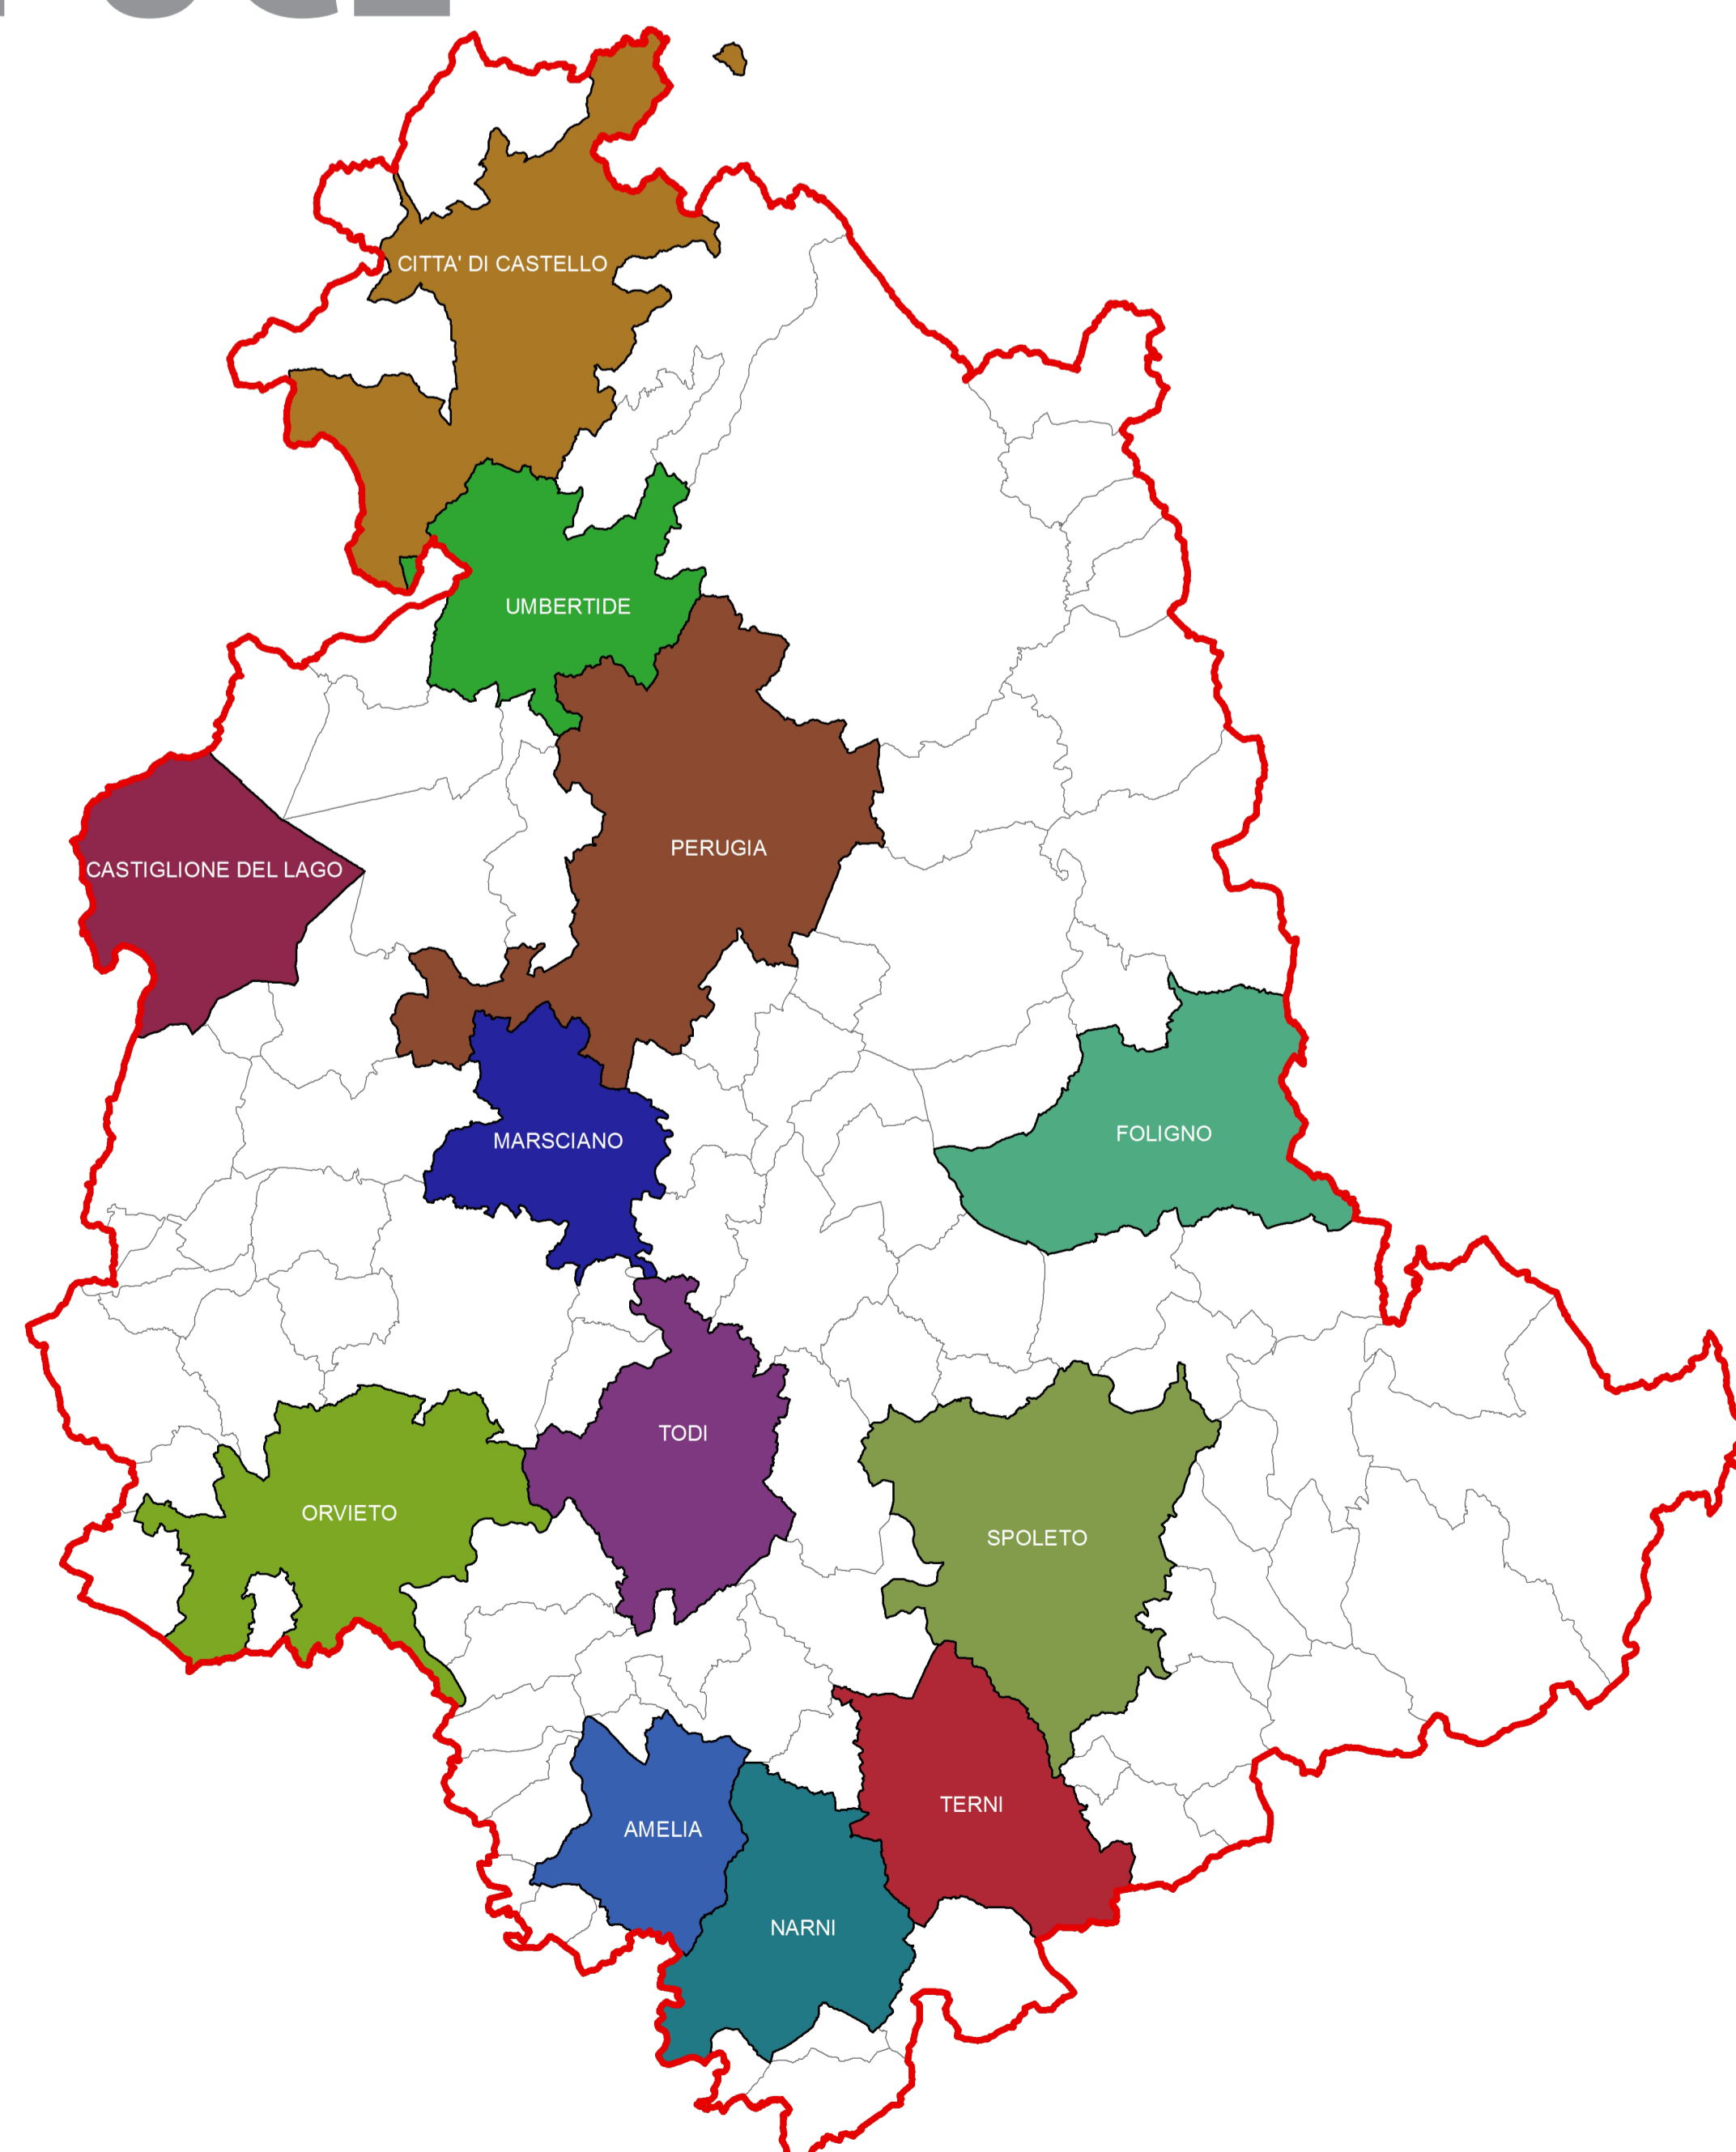 CITTA' DI CASTELLO
UMBERTIDE
PERUGIA
CASTIGLIONE DEL LAGO
FOLIGNO
MARSCIANO
TODI
ORVIETO
SPOLETO
TERNI
AMELIA
NARNI